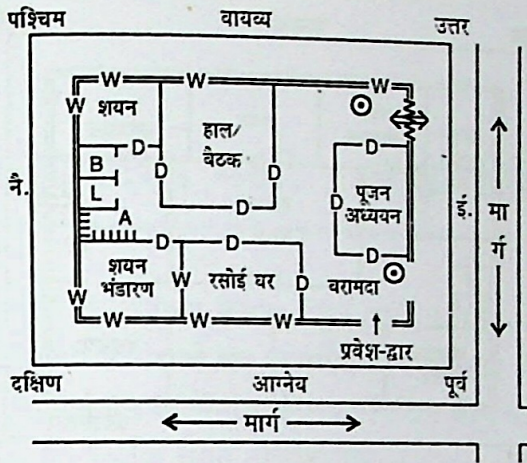 पश्चिम वायव्य उत्तर
W W W
W शयन
हाल/
बैठक
D D D D
B
L
पूजन
अध्ययन
D
नै. ई.
मा
र्ग
A D
D D D
शयन
भंडारण
W रसोई घर D वरामदा
W
W W W
प्रवेश-द्वार
दक्षिण आग्नेय पूर्व
मार्ग